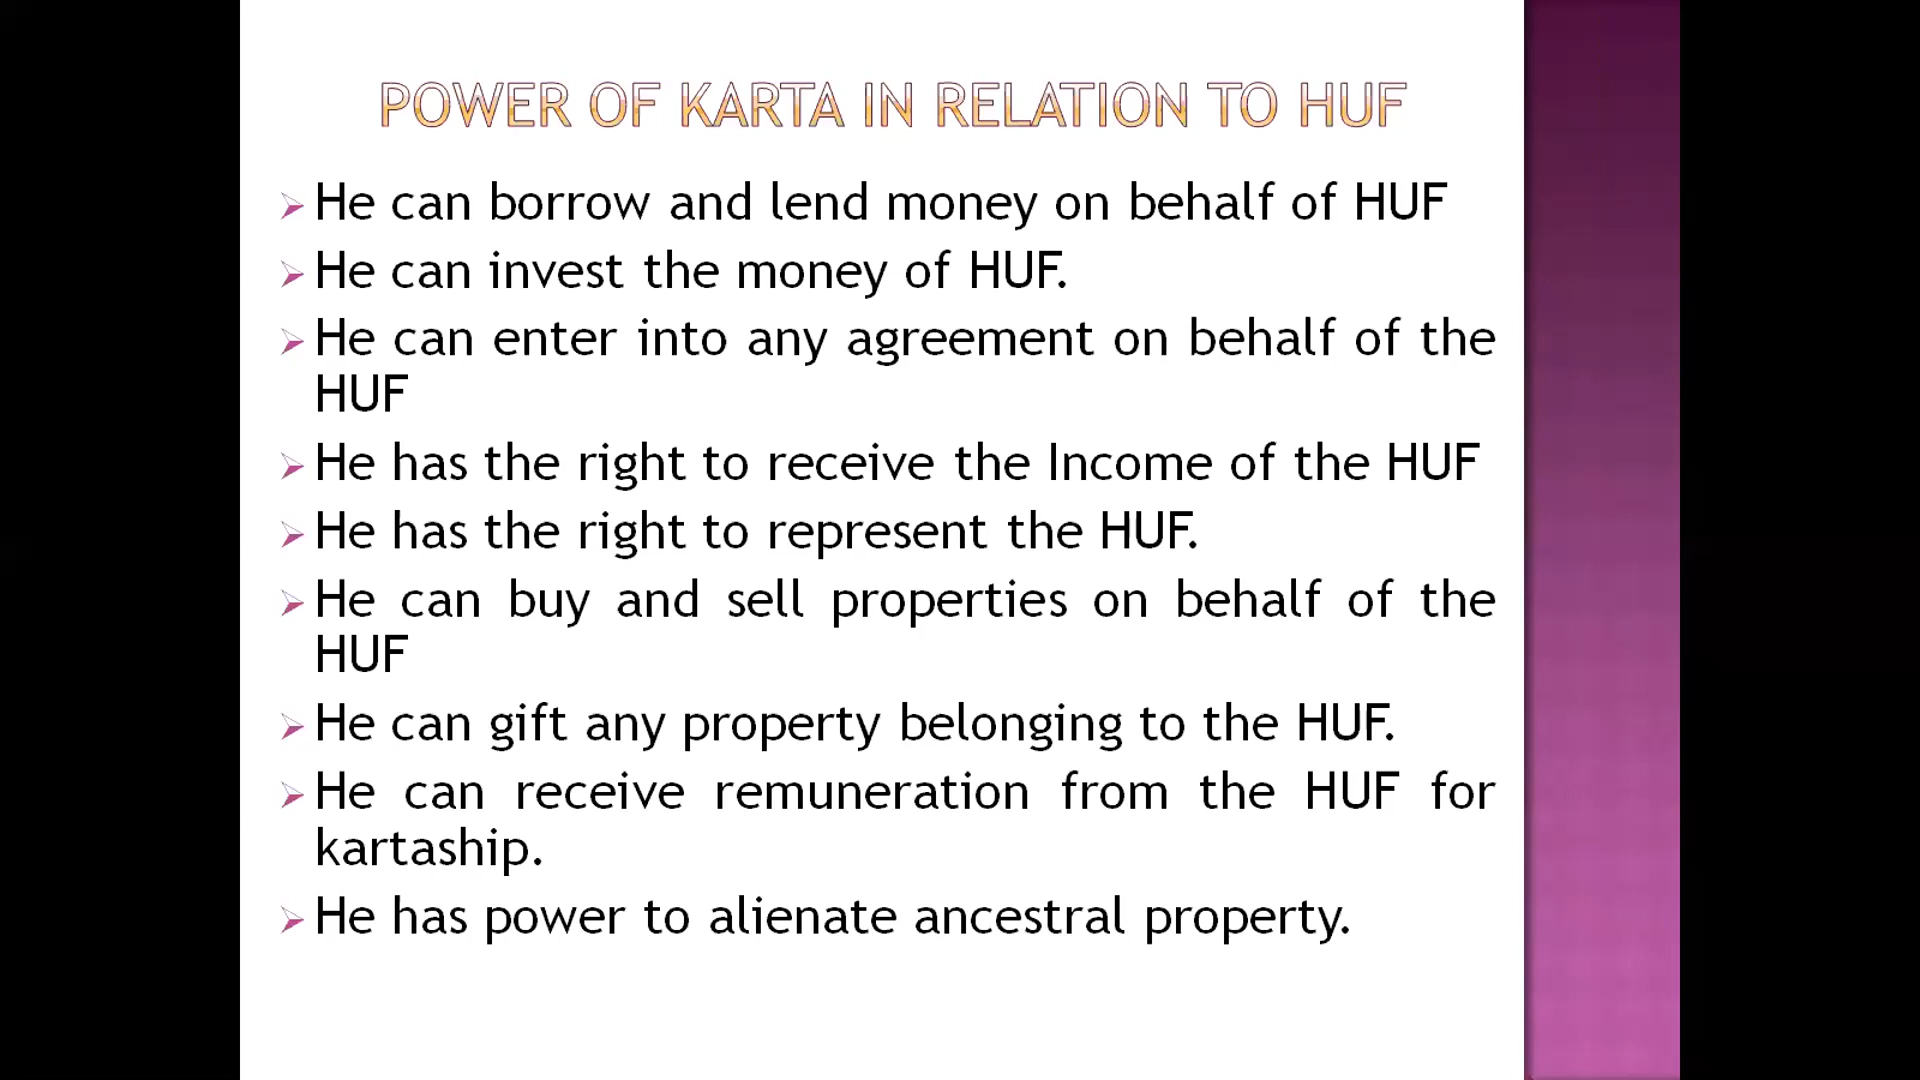 POWER OF KARTA IN RELATION TO HUF
➢ He can borrow and lend money on behalf of HUF
➢ He can invest the money of HUF.
➢ He can enter into any agreement on behalf of the
HUF
➢ He has the right to receive the Income of the HUF
➢ He has the right to represent the HUF.
➢ He can buy and sell properties on behalf of the
HUF
➢ He can gift any property belonging to the HUF.
➢ He can receive remuneration from the HUF for
kartaship.
➢ He has power to alienate ancestral property.